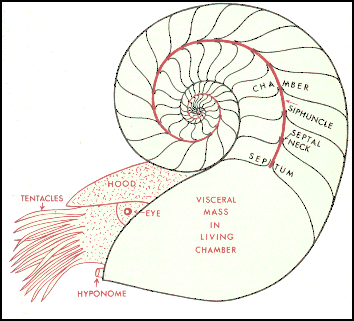 CHAMBER
SIPHUNCLE
SEPTAL
NECK
SEPTUM
HOOD
TENTACLES
EYE
VISCERAL
MASS
IN
LIVING
CHAMBER
HYPONOME